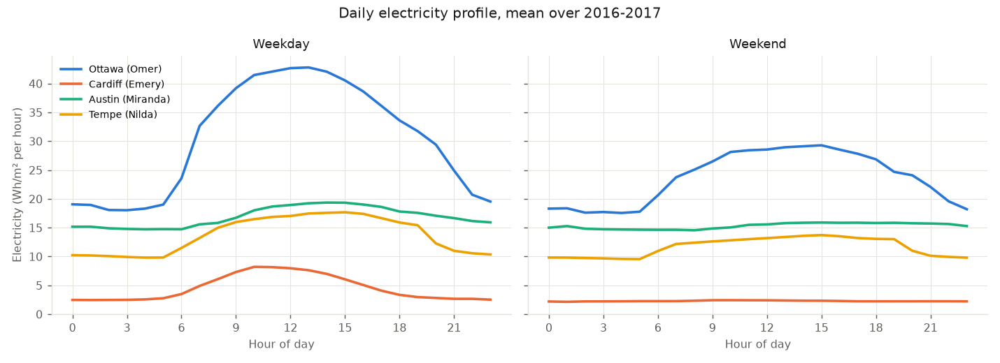 Daily electricity profile, mean over 2016-2017
Weekday
Weekend
Ottawa (Omer)
Cardiff (Emery)
Austin (Miranda)
Tempe (Nilda)
Electricity (Wh/m² per hour)
40
35
30
25
20
15
10
5
0
0 3 6 9 12 15 18 21
0 3 6 9 12 15 18 21
Hour of day
Hour of day